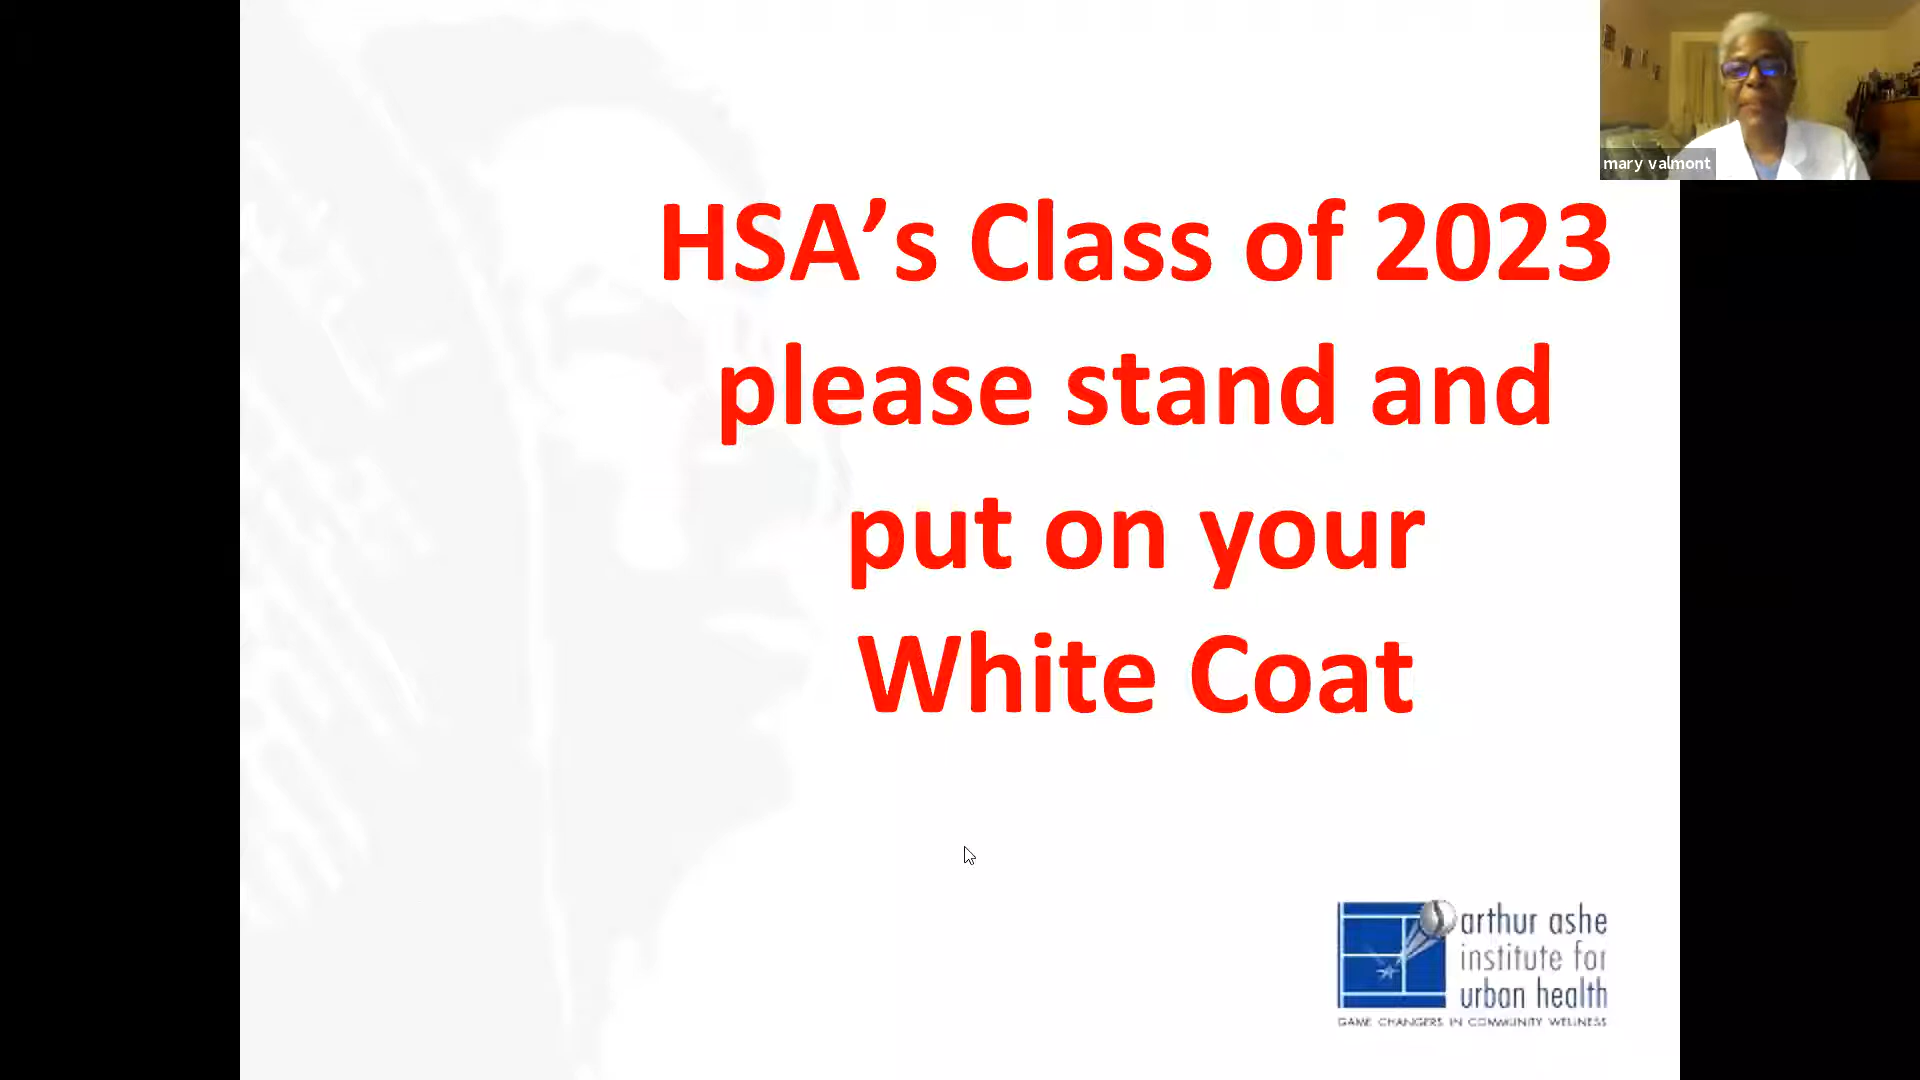 mary valmont
HSA’s Class of 2023
please stand and
put on your
White Coat
arthur ashe
institute for
urban health
GAME CHANGERS IN COMMUNITY WELLNESS